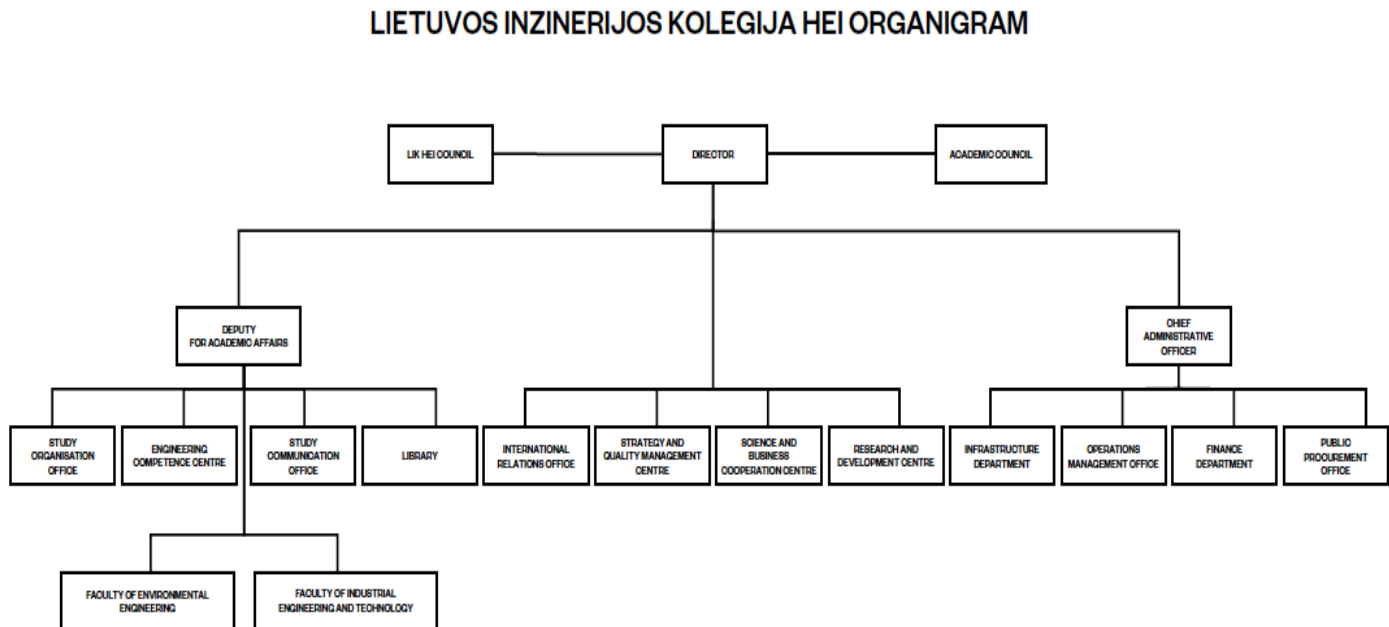 LIETUVOS INZINERIJOS KOLEGIJA HEI ORGANIGRAM
LIK HEI COUNCIL
DIRECTOR
ACADEMIC COUNCIL
DEPUTY
FOR ACADEMIC AFFAIRS
CHIEF
ADMINISTRATIVE
OFFICER
STUDY
ORGANISATION
OFFICE
ENGINEERING
COMPETENCE CENTRE
STUDY
COMMUNICATION
OFFICE
LIBRARY
INTERNATIONAL
RELATIONS OFFICE
STRATEGY AND
QUALITY MANAGEMENT
CENTRE
SCIENCE AND
BUSINESS
COOPERATION CENTRE
RESEARCH AND
DEVELOPMENT CENTRE
INFRASTRUCTURE
DEPARTMENT
OPERATIONS
MANAGEMENT OFFICE
FINANCE
DEPARTMENT
PUBLIC
PROCUREMENT
OFFICE
FACULTY OF ENVIRONMENTAL
ENGINEERING
FACULTY OF INDUSTRIAL
ENGINEERING AND TECHNOLOGY